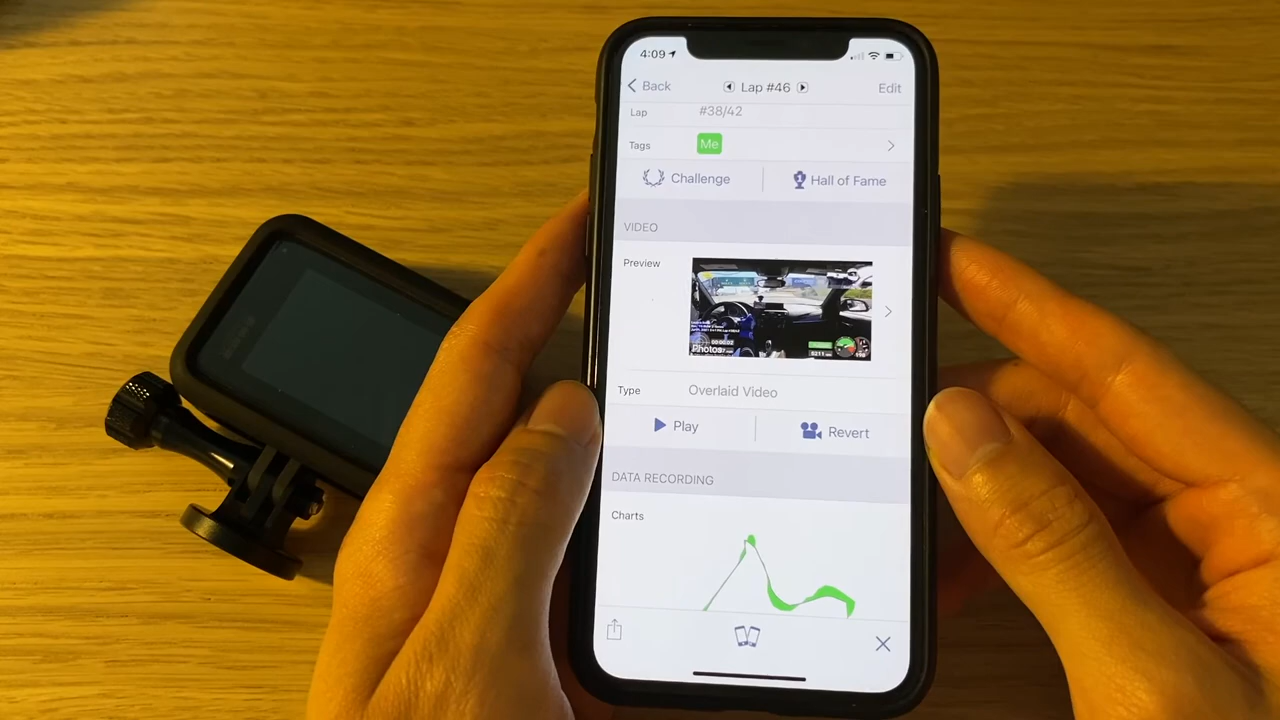 4:09
Back
Lap #46
Edit
Lap #38/42
Tags Me
Challenge
Hall of Fame
VIDEO
Preview
Photos
Type Overlaid Video
Play
Revert
DATA RECORDING
Charts